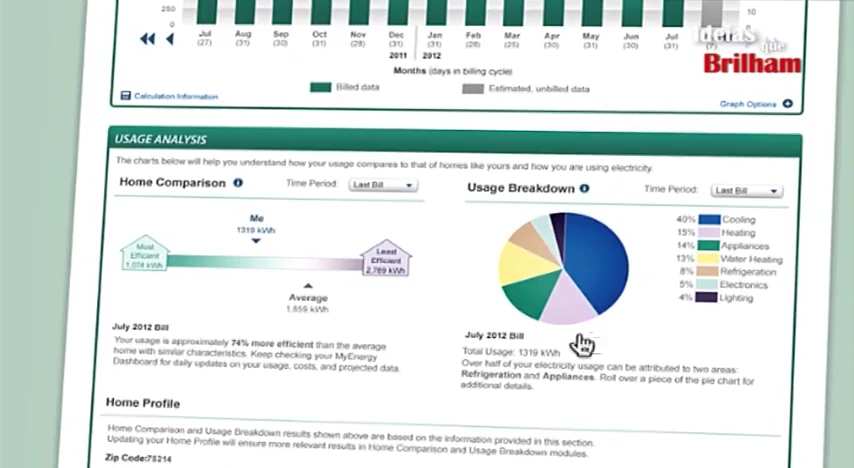 250
0
10
0
Jul Aug Sep Oct Nov Dec Jan Feb Mar Apr May Jun Jul
(27) (31) (30) (31) (28) (31) (31) (28) (25) (30) (31) (30) (31) (7)
2011 2012
Months (days in billing cycle)
Billed data Estimated, unbilled data
Calculation Information Graph Options
Ideias
que
Brilham
USAGE ANALYSIS
The charts below will help you understand how your usage compares to that of homes like yours and how you are using electricity.
Home Comparison Time Period: Last Bill
Usage Breakdown Time Period: Last Bill
Me
1319 kWh
Most
Efficient
1,074 kWh
Least
Efficient
2,789 kWh
Average
1,659 kWh
40% Cooling
15% Heating
14% Appliances
13% Water Heating
8% Refrigeration
5% Electronics
4% Lighting
July 2012 Bill
Your usage is approximately 74% more efficient than the average
home with similar characteristics. Keep checking your MyEnergy
Dashboard for daily updates on your usage, costs, and projected data.
July 2012 Bill
Total Usage: 1319 kWh
Over half of your electricity usage can be attributed to two areas:
Refrigeration and Appliances. Roll over a piece of the pie chart for
additional details.
Home Profile
Home Comparison and Usage Breakdown results shown above are based on the information provided in this section.
Updating your Home Profile will ensure more relevant results in Home Comparison and Usage Breakdown modules.
Zip Code:75214